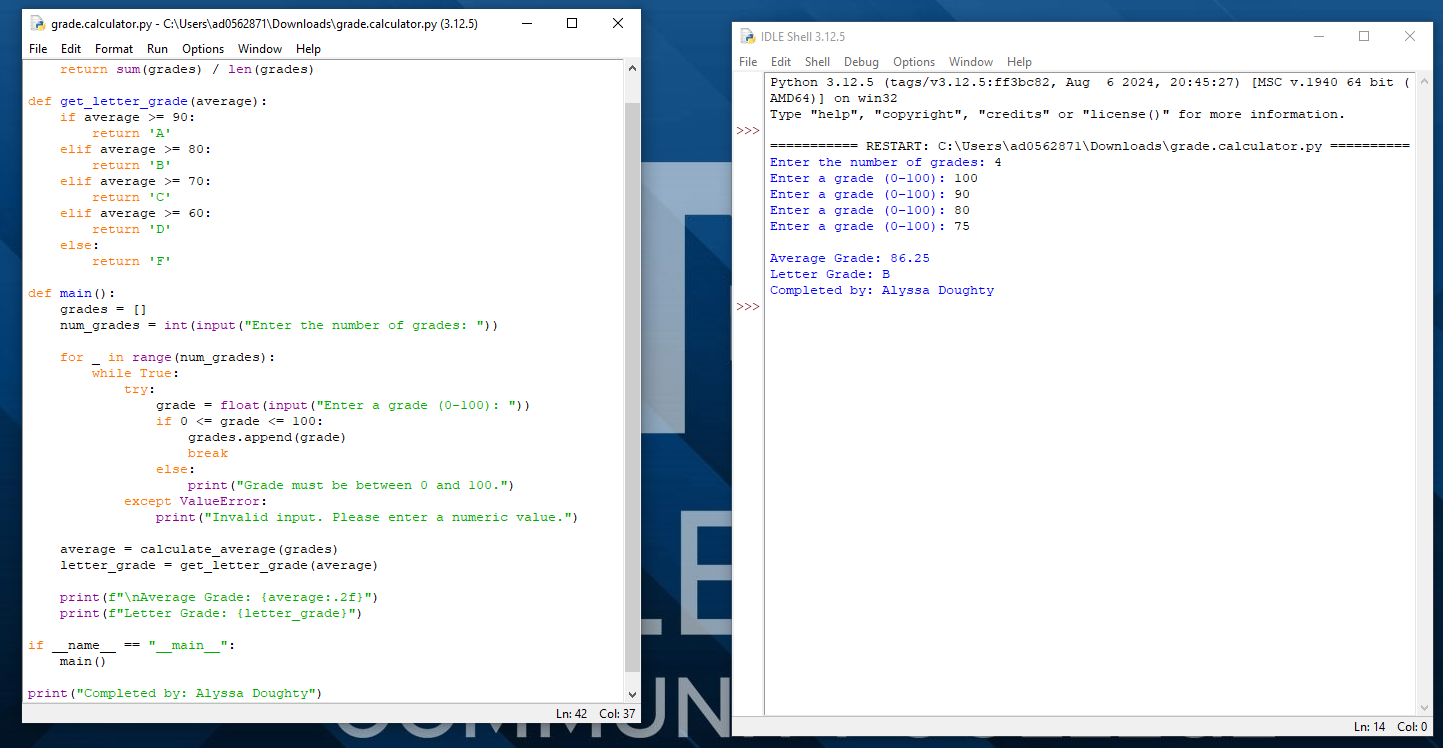 grade.calculator.py - C:\Users\ad0562871\Downloads\grade.calculator.py (3.12.5)
File Edit Format Run Options Window Help
    return sum(grades) / len(grades)

def get_letter_grade(average):
    if average >= 90:
        return 'A'
    elif average >= 80:
        return 'B'
    elif average >= 70:
        return 'C'
    elif average >= 60:
        return 'D'
    else:
        return 'F'

def main():
    grades = []
    num_grades = int(input("Enter the number of grades: "))

    for _ in range(num_grades):
        while True:
            try:
                grade = float(input("Enter a grade (0-100): "))
                if 0 <= grade <= 100:
                    grades.append(grade)
                    break
                else:
                    print("Grade must be between 0 and 100.")
            except ValueError:
                print("Invalid input. Please enter a numeric value.")

    average = calculate_average(grades)
    letter_grade = get_letter_grade(average)

    print(f"\nAverage Grade: {average:.2f}")
    print(f"Letter Grade: {letter_grade}")

if __name__ == "__main__":
    main()

print("Completed by: Alyssa Doughty")
Ln: 42 Col: 37
IDLE Shell 3.12.5
File Edit Shell Debug Options Window Help
Python 3.12.5 (tags/v3.12.5:ff3bc82, Aug  6 2024, 20:45:27) [MSC v.1940 64 bit (
AMD64)] on win32
Type "help", "copyright", "credits" or "license()" for more information.
>>>
=========== RESTART: C:\Users\ad0562871\Downloads\grade.calculator.py ==========
Enter the number of grades: 4
Enter a grade (0-100): 100
Enter a grade (0-100): 90
Enter a grade (0-100): 80
Enter a grade (0-100): 75

Average Grade: 86.25
Letter Grade: B
Completed by: Alyssa Doughty
>>>
Ln: 14 Col: 0